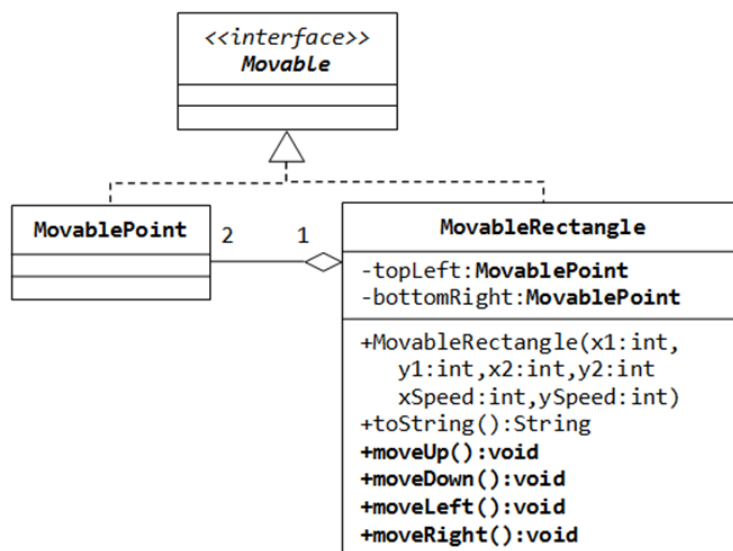 <<interface>>
Movable
MovablePoint
2
1
MovableRectangle
-topLeft:MovablePoint
-bottomRight:MovablePoint
+MovableRectangle(x1:int,
y1:int,x2:int,y2:int
xSpeed:int,ySpeed:int)
+toString():String
+moveUp():void
+moveDown():void
+moveLeft():void
+moveRight():void